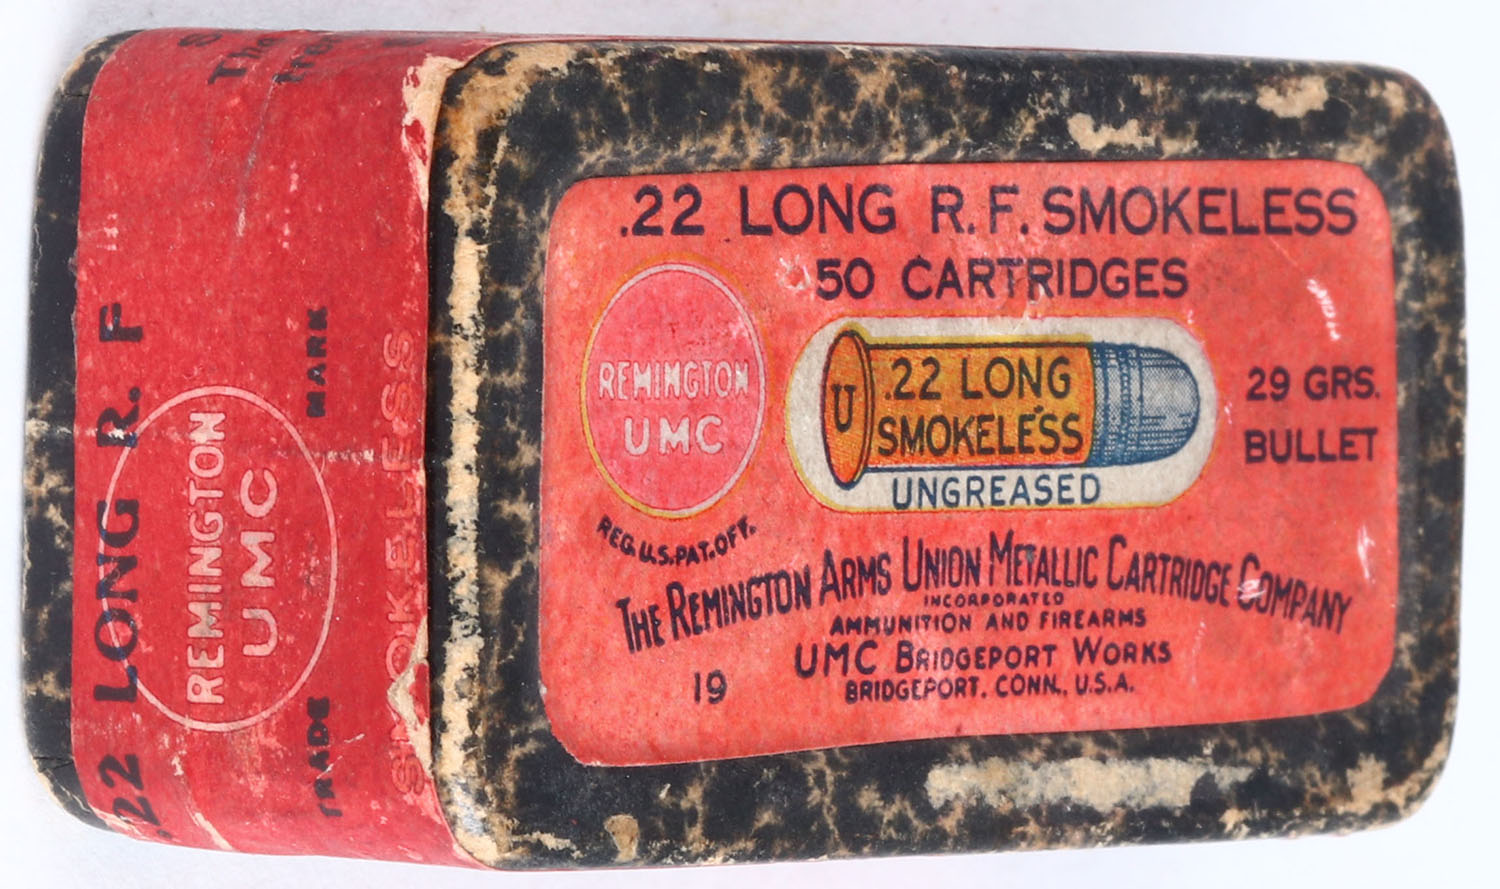 .22 LONG R.F. SMOKELESS
50 CARTRIDGES
REMINGTON
UMC
REG. U.S. PAT. OFF.
U
.22 LONG
SMOKELESS
UNGREASED
29 GRS.
BULLET
THE REMINGTON ARMS UNION METALLIC CARTRIDGE COMPANY
INCORPORATED
AMMUNITION AND FIREARMS
UMC BRIDGEPORT WORKS
BRIDGEPORT, CONN., U.S.A.
19
.22 LONG R. F
REMINGTON
UMC
TRADE MARK
SMOKELESS